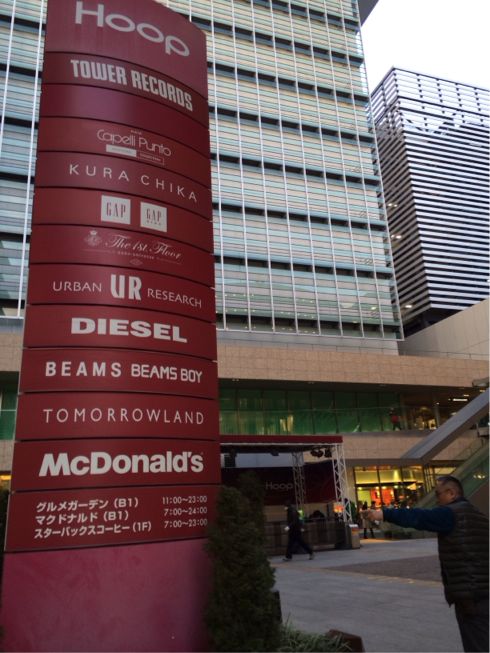 Hoop
TOWER RECORDS
Capelli Punto
KURA CHIKA
GAP GAP
The 1st. Floor
URBAN UR RESEARCH
DIESEL
BEAMS BEAMS BOY
TOMORROWLAND
McDonald's
グルメガーデン（B1） 11:00〜23:00
マクドナルド（B1） 7:00〜24:00
スターバックスコーヒー（1F） 7:00〜23:00
Hoop